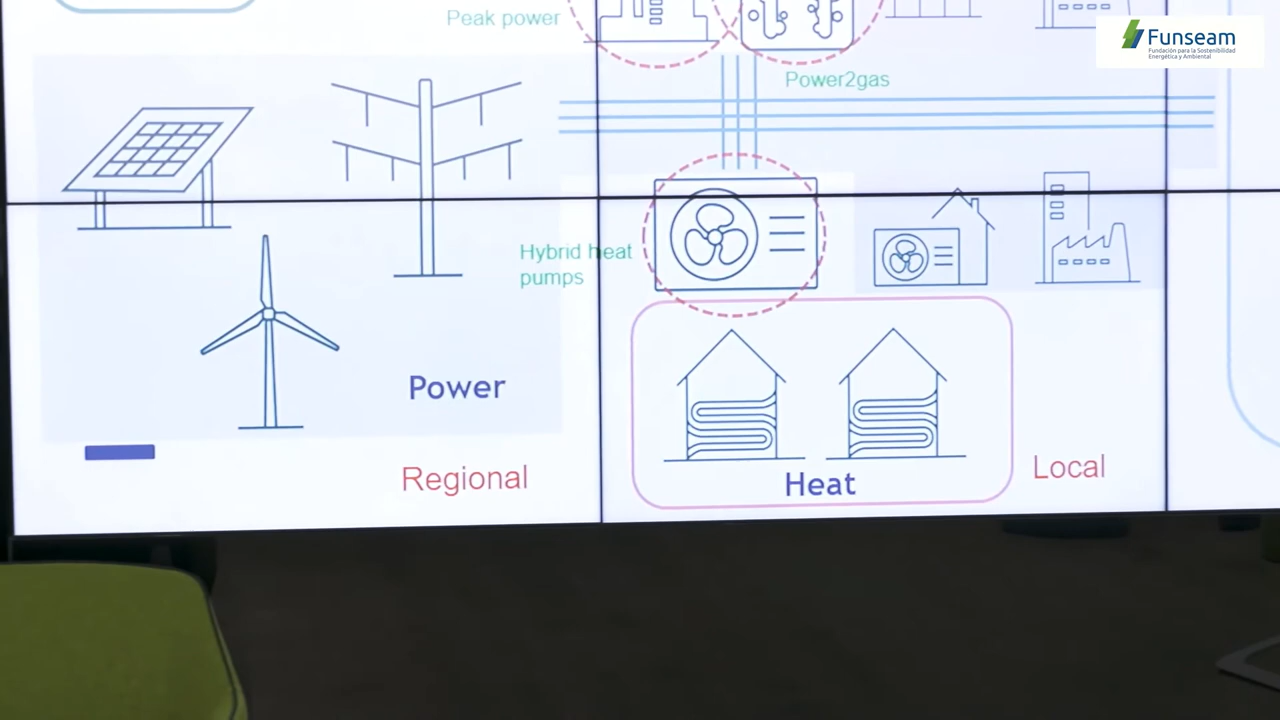 Peak power
Funseam
Fundación para la Sostenibilidad
Energética y Ambiental
Power2gas
Hybrid heat
pumps
Power
Regional
Heat
Local